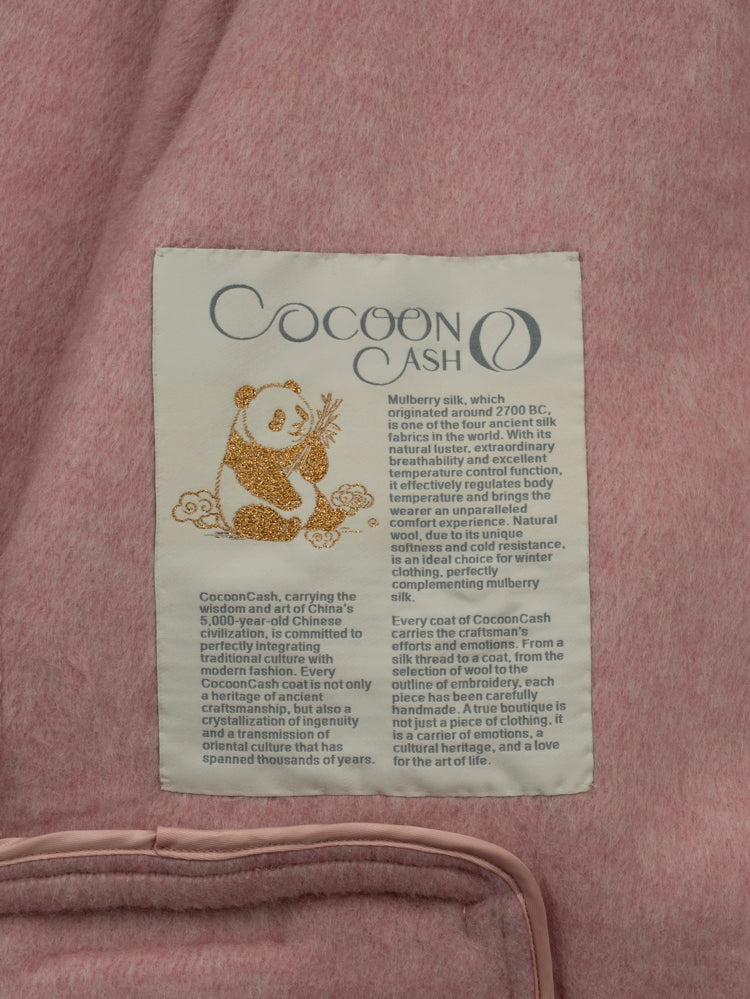 COCOON
CASH
Mulberry silk, which
originated around 2700 BC,
is one of the four ancient silk
fabrics in the world. With its
natural luster, extraordinary
breathability and excellent
temperature control function,
it effectively regulates body
temperature and brings the
wearer an unparalleled
comfort experience. Natural
wool, due to its unique
softness and cold resistance,
is an ideal choice for winter
clothing, perfectly
complementing mulberry
silk.
CocoonCash, carrying the
wisdom and art of China's
5,000-year-old Chinese
civilization, is committed to
perfectly integrating
traditional culture with
modern fashion. Every
CocoonCash coat is not only
a heritage of ancient
craftsmanship, but also a
crystallization of ingenuity
and a transmission of
oriental culture that has
spanned thousands of years.
Every coat of CocoonCash
carries the craftsman's
efforts and emotions. From a
silk thread to a coat, from the
selection of wool to the
outline of embroidery, each
piece has been carefully
handmade. A true boutique is
not just a piece of clothing, it
is a carrier of emotions, a
cultural heritage, and a love
for the art of life.